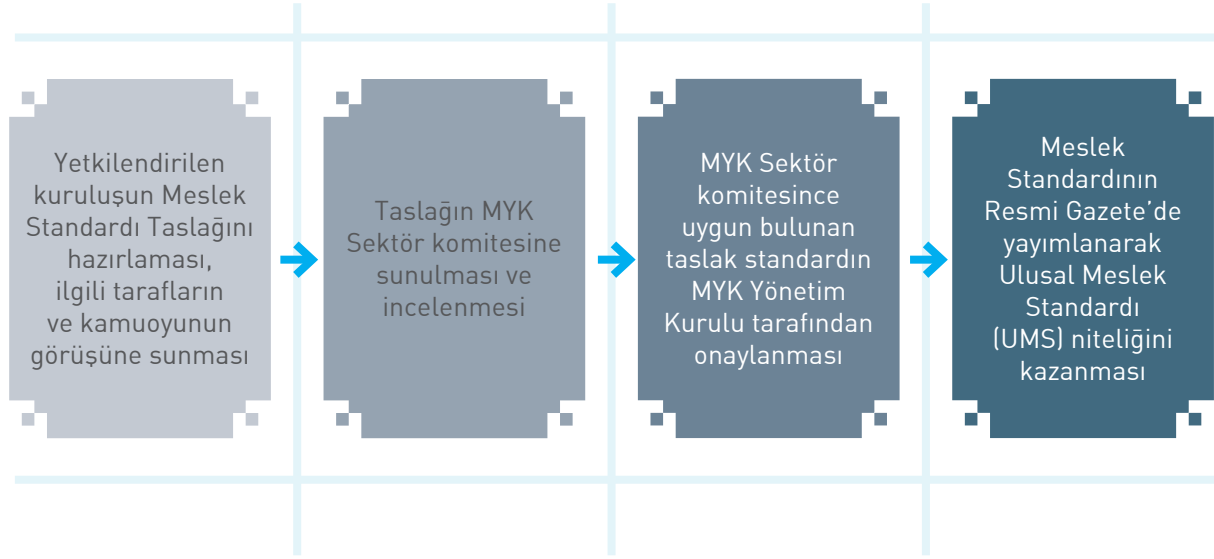 Yetkilendirilen
kuruluşun Meslek
Standardı Taslağını
hazırlaması,
ilgili tarafların
ve kamuoyunun
görüşüne sunması
Taslağın MYK
Sektör komitesine
sunulması ve
incelenmesi
MYK Sektör
komitesince
uygun bulunan
taslak standardın
MYK Yönetim
Kurulu tarafından
onaylanması
Meslek
Standardının
Resmi Gazete’de
yayımlanarak
Ulusal Meslek
Standardı
(UMS) niteliğini
kazanması